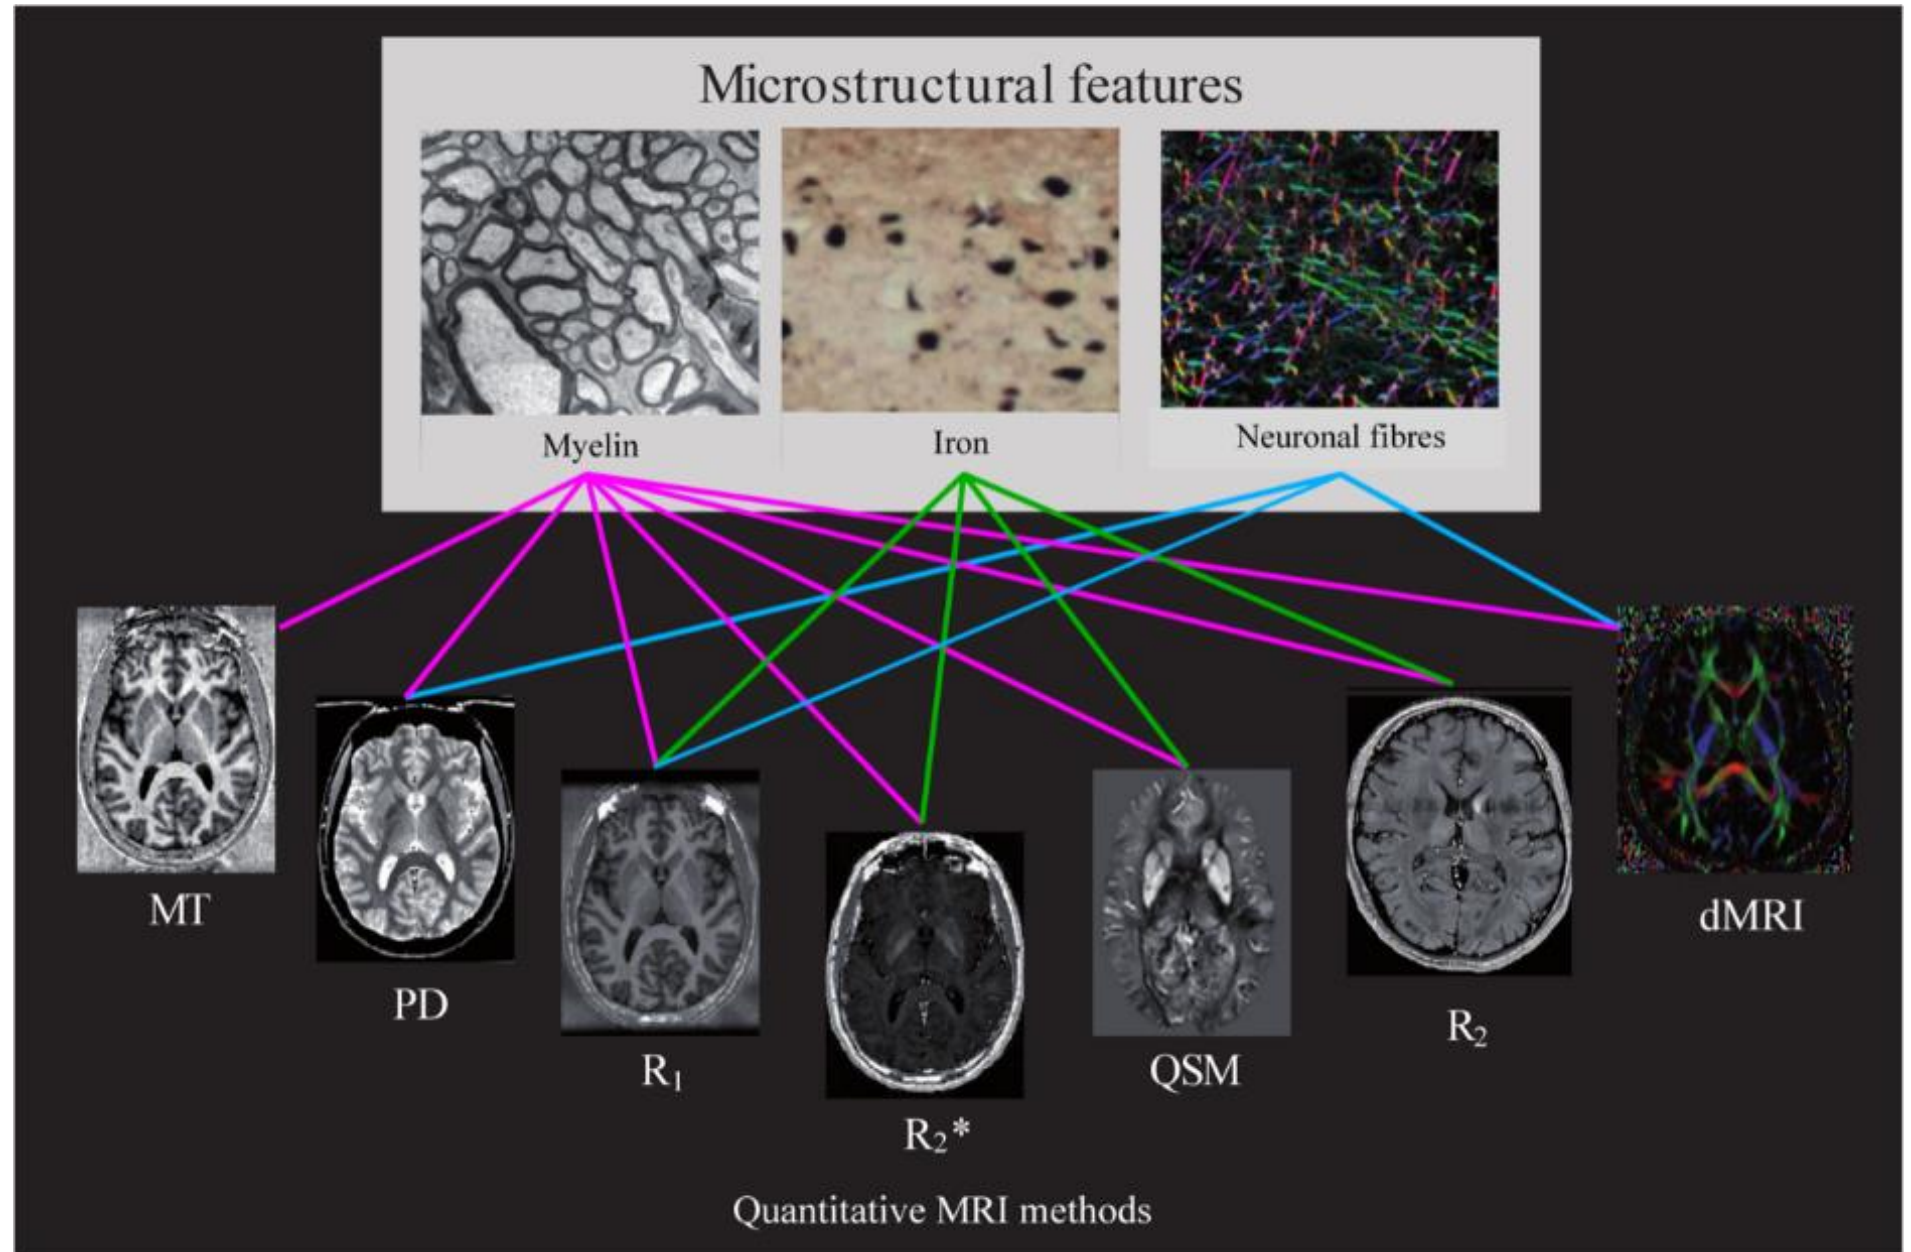 Microstructural features
Myelin
Iron
Neuronal fibres
MT
PD
R₁
R₂*
QSM
R₂
dMRI
Quantitative MRI methods